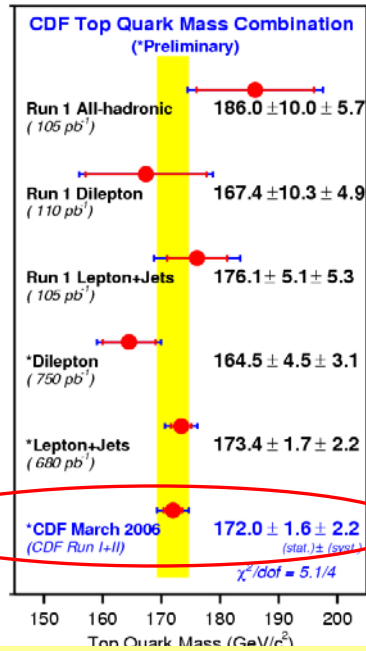 CDF Top Quark Mass Combination
(*Preliminary)
Run 1 All-hadronic 186.0 ±10.0 ± 5.7
( 105 pb⁻¹)
Run 1 Dilepton 167.4 ±10.3 ± 4.9
( 110 pb⁻¹)
Run 1 Lepton+Jets 176.1± 5.1± 5.3
( 105 pb⁻¹)
*Dilepton 164.5 ± 4.5 ± 3.1
( 750 pb⁻¹)
*Lepton+Jets 173.4 ± 1.7 ± 2.2
( 680 pb⁻¹)
*CDF March 2006 172.0 ± 1.6 ± 2.2
(CDF Run I+II) (stat.)± (syst.)
χ²/dof = 5.1/4
150 160 170 180 190 200
Top Quark Mass (GeV/c²)